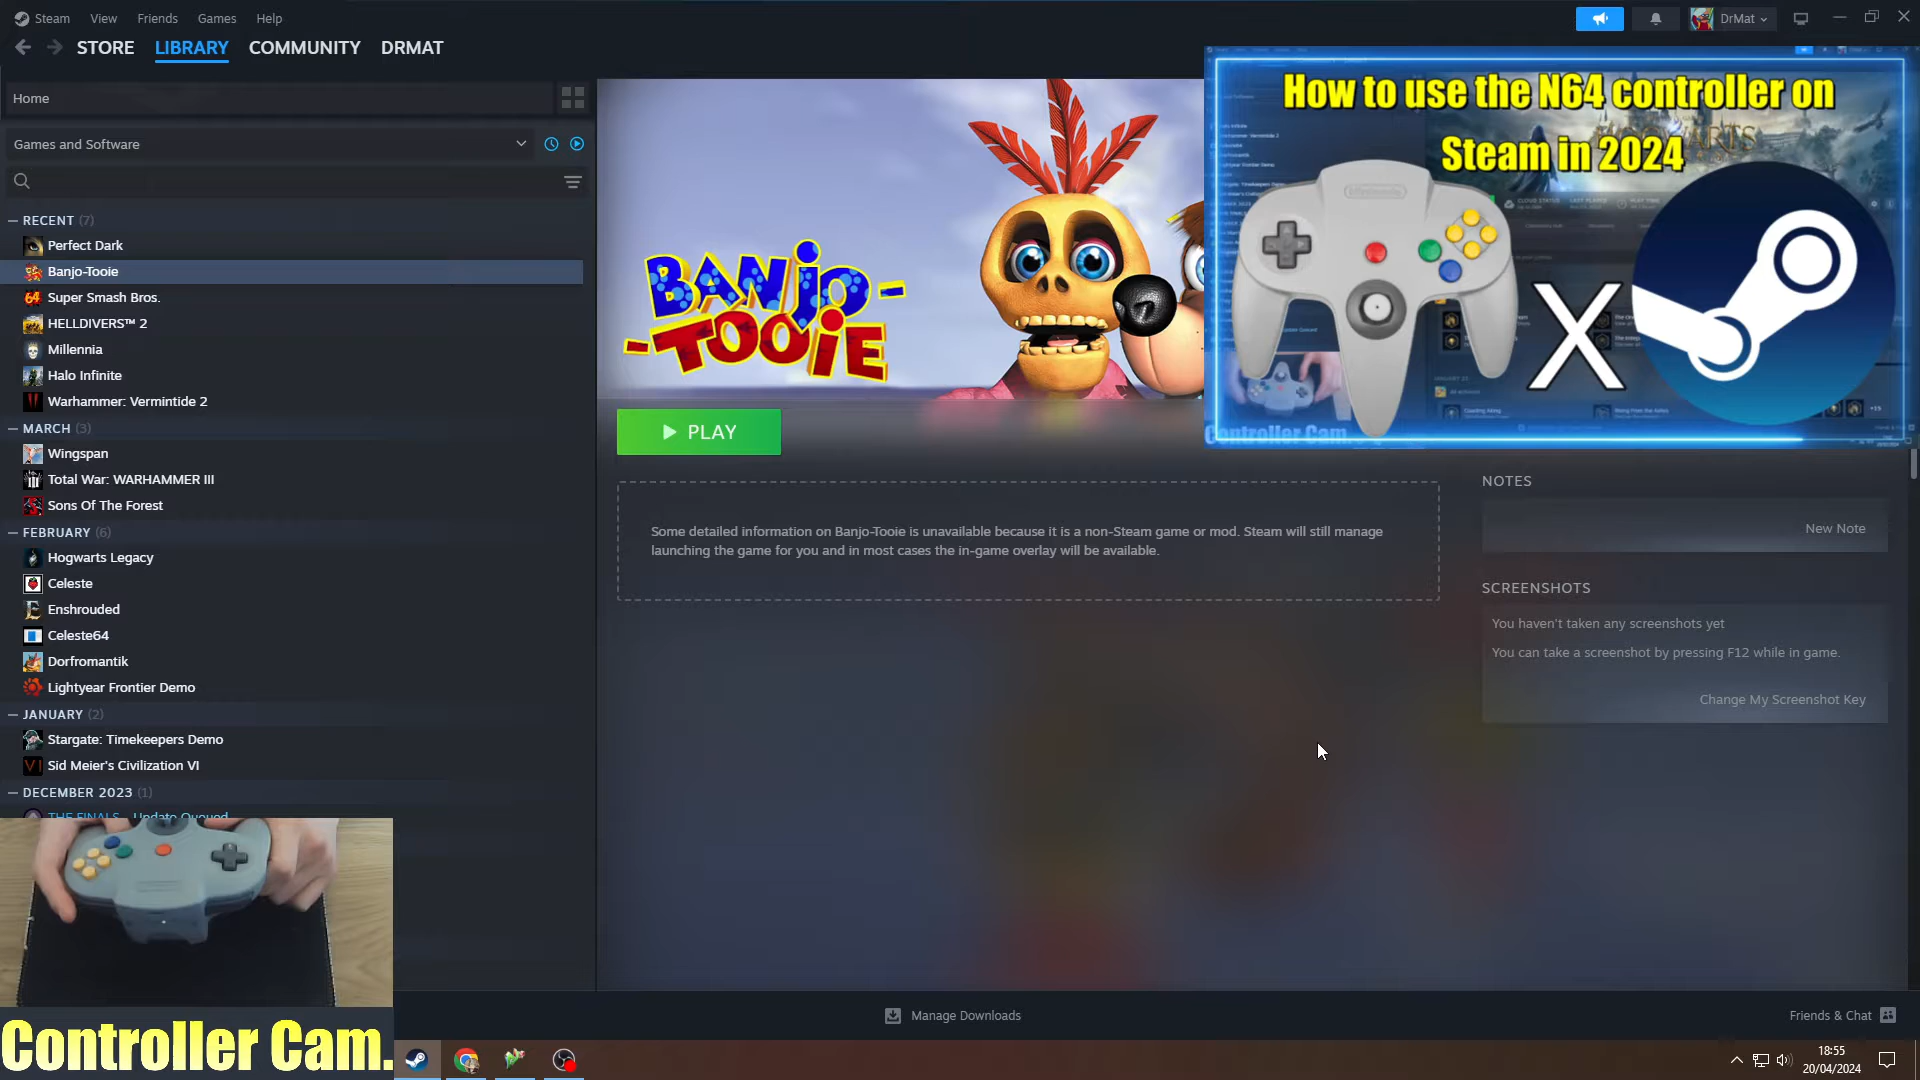 Steam View Friends Games Help
DrMat
STORE LIBRARY COMMUNITY DRMAT
Home
Games and Software
RECENT (7)
Perfect Dark
Banjo-Tooie
Super Smash Bros.
HELLDIVERS™ 2
Millennia
Halo Infinite
Warhammer: Vermintide 2
MARCH (3)
Wingspan
Total War: WARHAMMER III
Sons Of The Forest
FEBRUARY (6)
Hogwarts Legacy
Celeste
Enshrouded
Celeste64
Dorfromantik
Lightyear Frontier Demo
JANUARY (2)
Stargate: Timekeepers Demo
Sid Meier's Civilization VI
DECEMBER 2023 (1)
THE FINALS - Update Queued
BANJO-
-TOOIE
PLAY
Some detailed information on Banjo-Tooie is unavailable because it is a non-Steam game or mod. Steam will still manage
launching the game for you and in most cases the in-game overlay will be available.
How to use the N64 controller on
Steam in 2024
X
Controller Cam.
NOTES
New Note
SCREENSHOTS
You haven't taken any screenshots yet
You can take a screenshot by pressing F12 while in game.
Change My Screenshot Key
Manage Downloads
Friends & Chat
Controller Cam.
18:55
20/04/2024